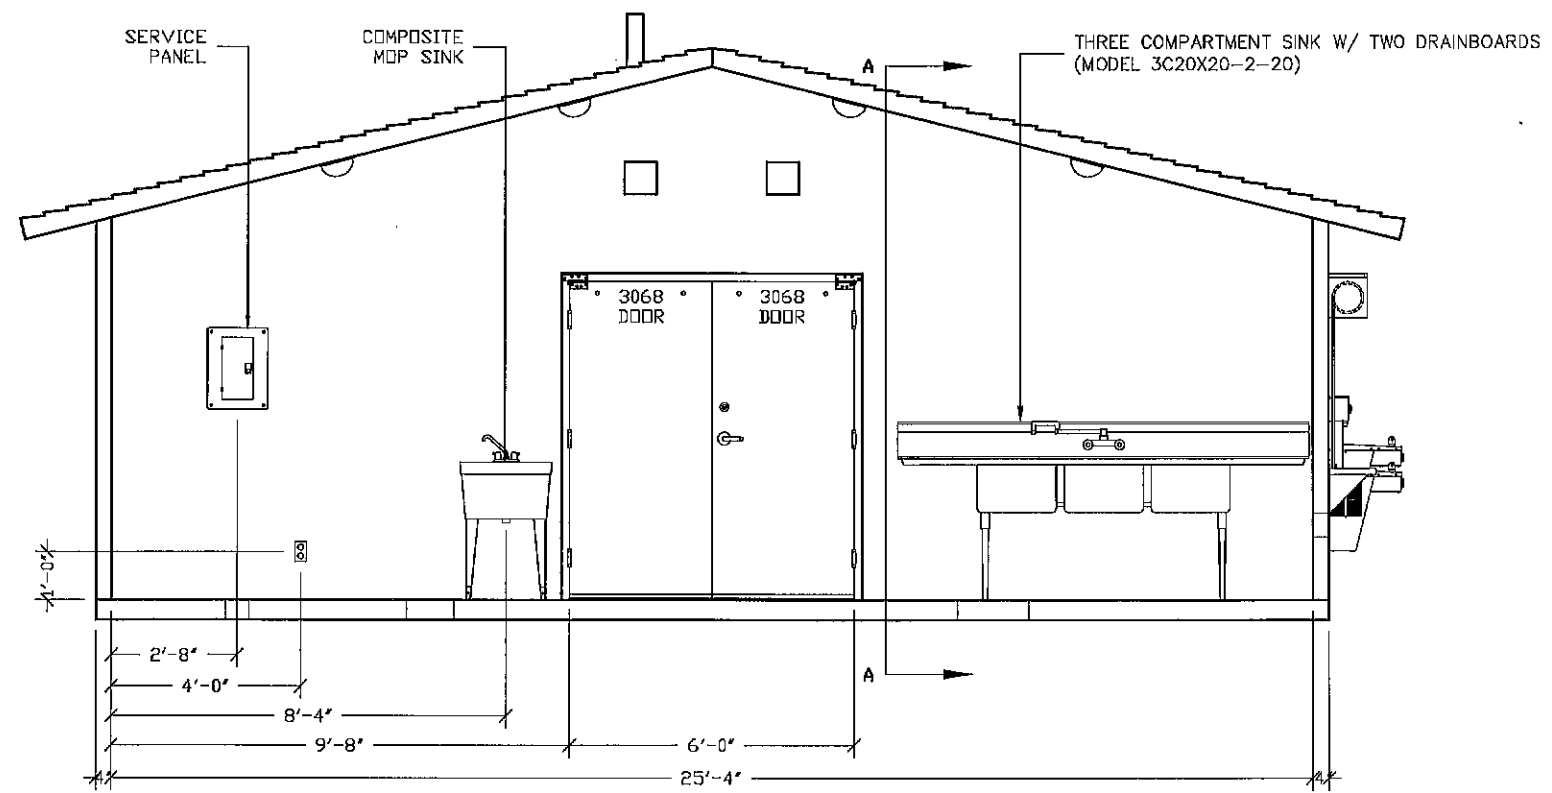 SERVICE
PANEL
COMPOSITE
MOP SINK
THREE COMPARTMENT SINK W/ TWO DRAINBOARDS
(MODEL 3C20X20-2-20)
A
3068
DOOR
3068
DOOR
1'-0"
2'-8"
4'-0"
A
8'-4"
9'-8"
6'-0"
4"
25'-4"
4"